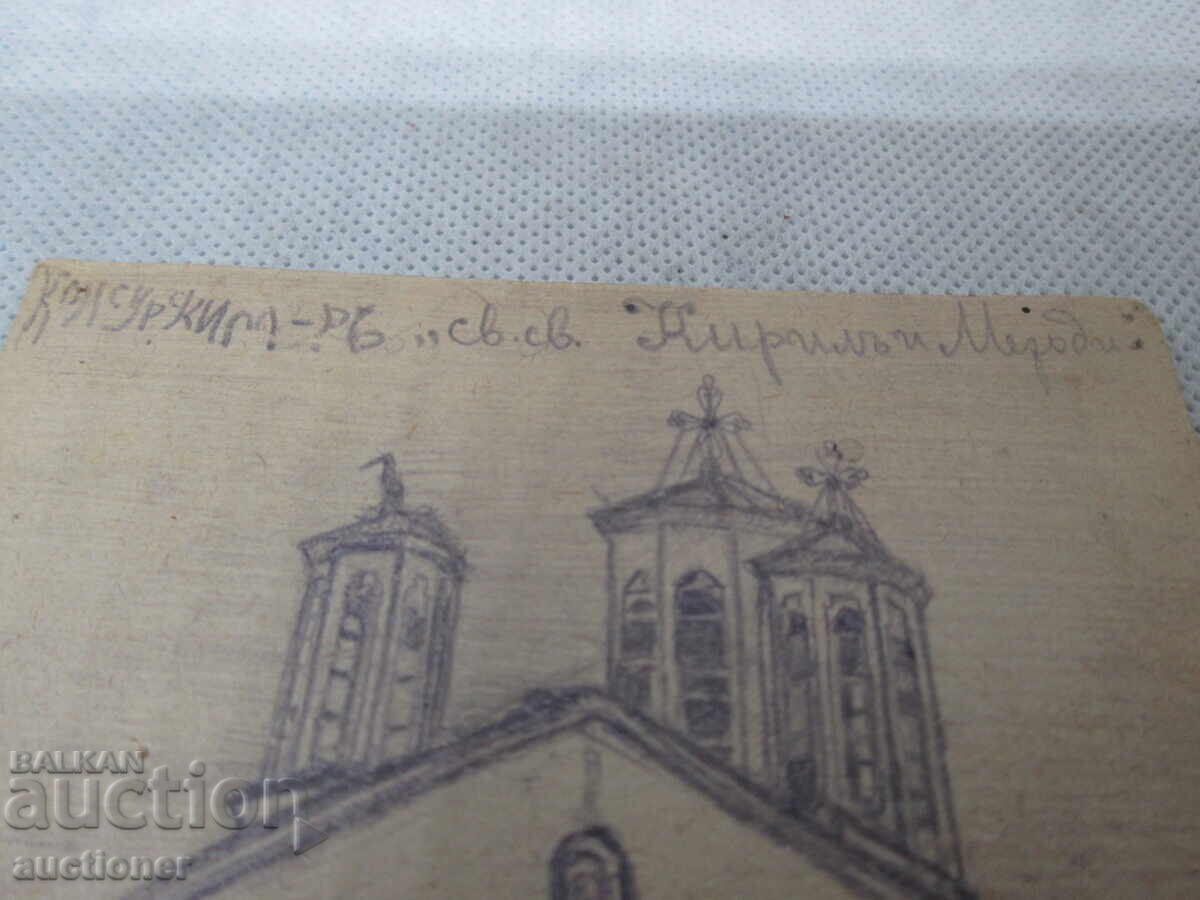 „св. св. Кирилъ и Методи"
BALKAN
auction
auctioner